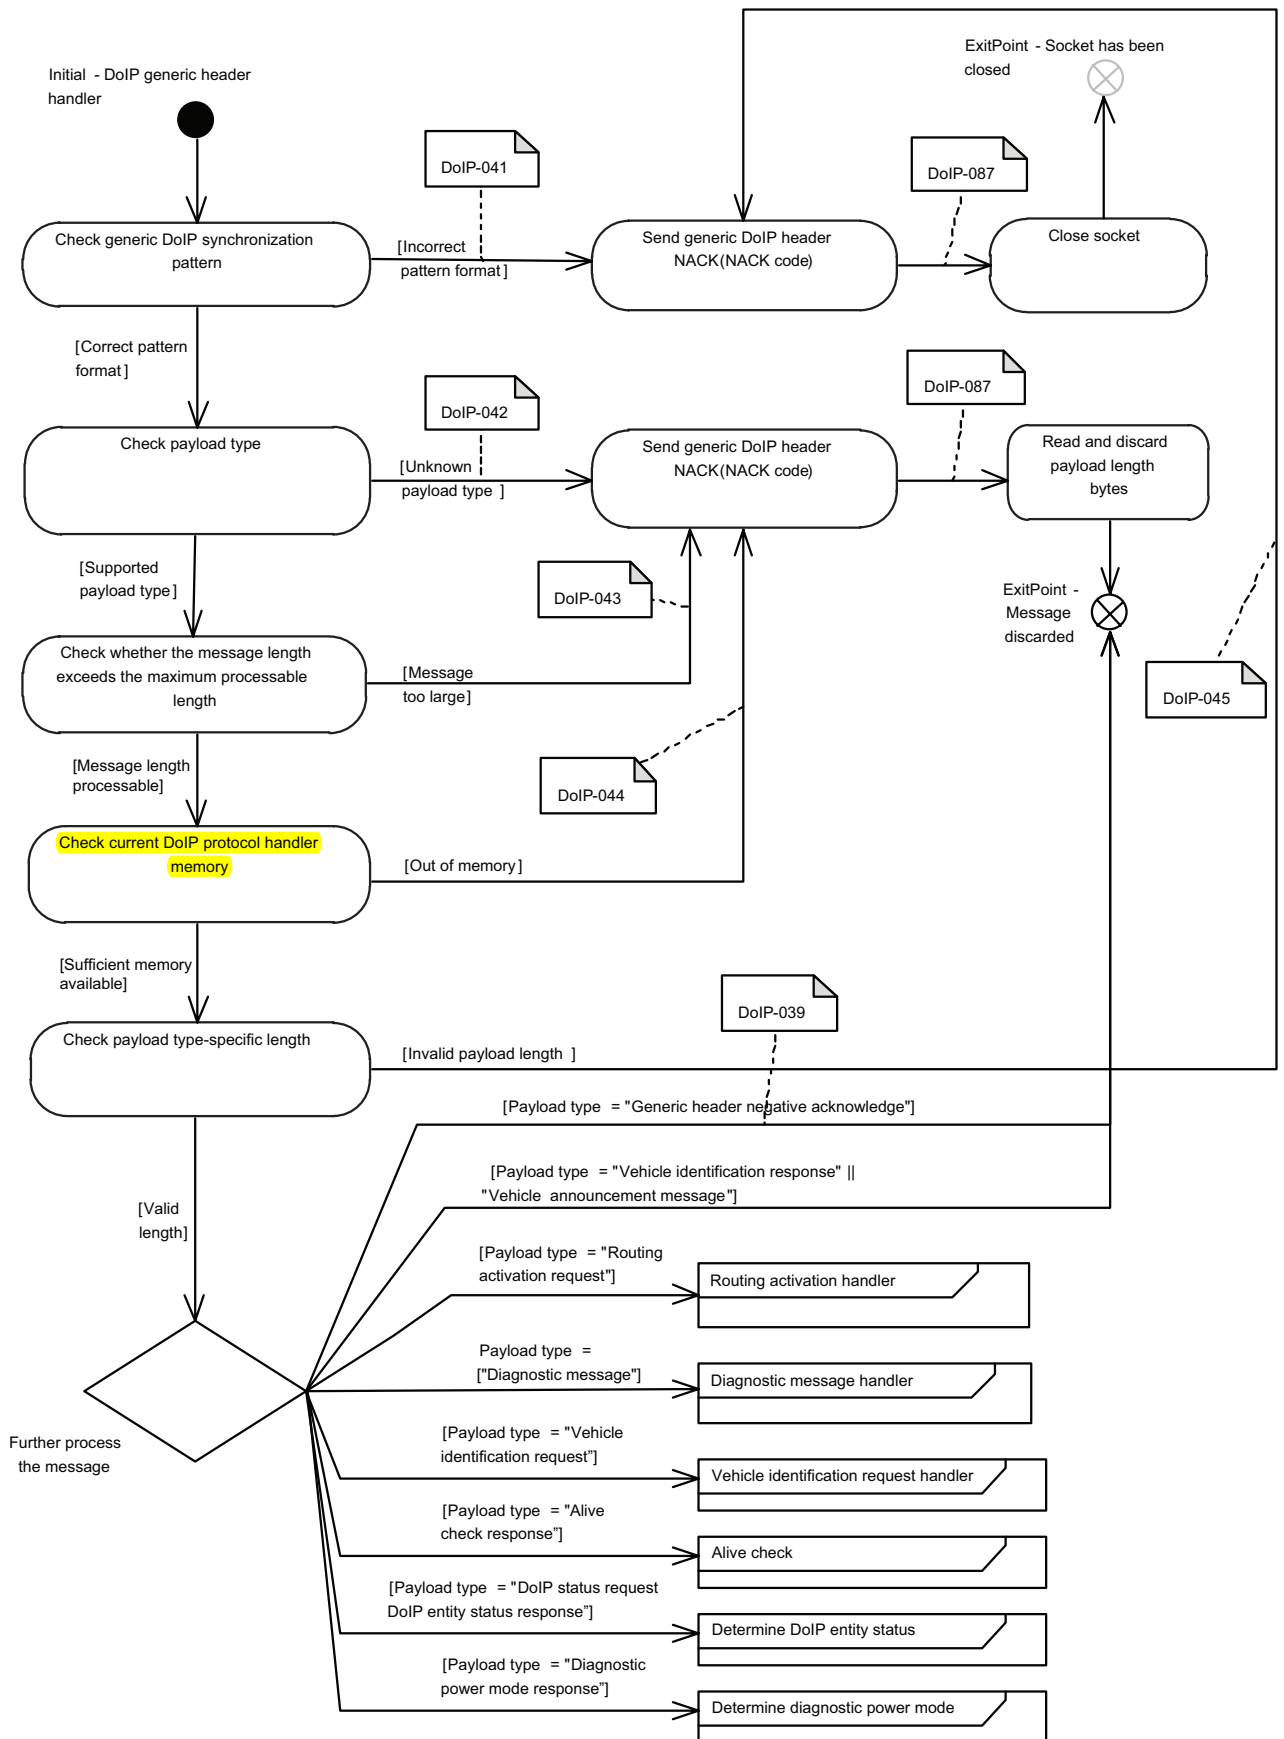 ExitPoint - Socket has been
closed
Initial - DoIP generic header
handler
DoIP-041
DoIP-087
Check generic DoIP synchronization
pattern
[Incorrect
pattern format]
Send generic DoIP header
NACK(NACK code)
Close socket
[Correct pattern
format]
DoIP-042
DoIP-087
Check payload type
[Unknown
payload type ]
Send generic DoIP header
NACK(NACK code)
Read and discard
payload length
bytes
[Supported
payload type]
DoIP-043
ExitPoint -
Message
discarded
Check whether the message length
exceeds the maximum processable
length
[Message
too large]
DoIP-045
[Message length
processable]
DoIP-044
Check current DoIP protocol handler
memory
[Out of memory]
[Sufficient memory
available]
DoIP-039
Check payload type-specific length
[Invalid payload length ]
[Payload type = "Generic header negative acknowledge"]
[Payload type = "Vehicle identification response" ||
"Vehicle announcement message"]
[Valid
length]
[Payload type = "Routing
activation request"]
Routing activation handler
Payload type =
["Diagnostic message"]
Diagnostic message handler
Further process
the message
[Payload type = "Vehicle
identification request”]
Vehicle identification request handler
[Payload type = "Alive
check response”]
Alive check
[Payload type = "DoIP status request
DoIP entity status response”]
Determine DoIP entity status
[Payload type = "Diagnostic
power mode response”]
Determine diagnostic power mode